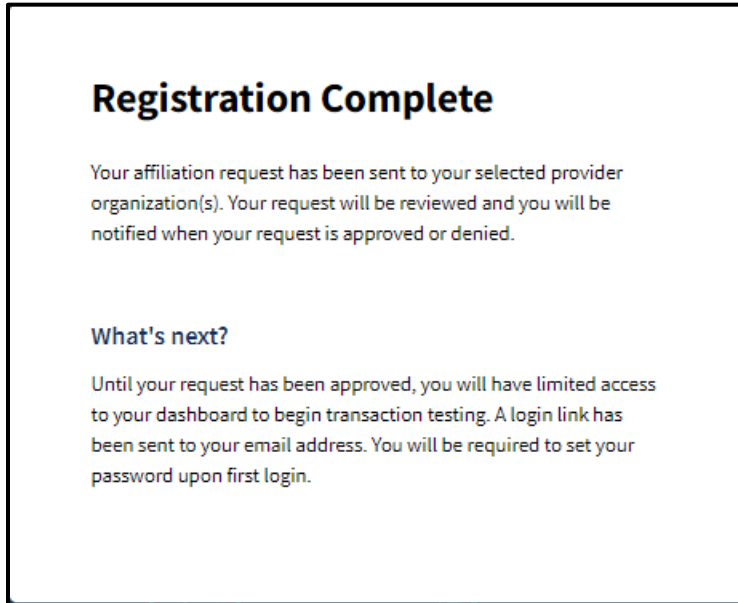 Registration Complete
Your affiliation request has been sent to your selected provider
organization(s). Your request will be reviewed and you will be
notified when your request is approved or denied.
What's next?
Until your request has been approved, you will have limited access
to your dashboard to begin transaction testing. A login link has
been sent to your email address. You will be required to set your
password upon first login.